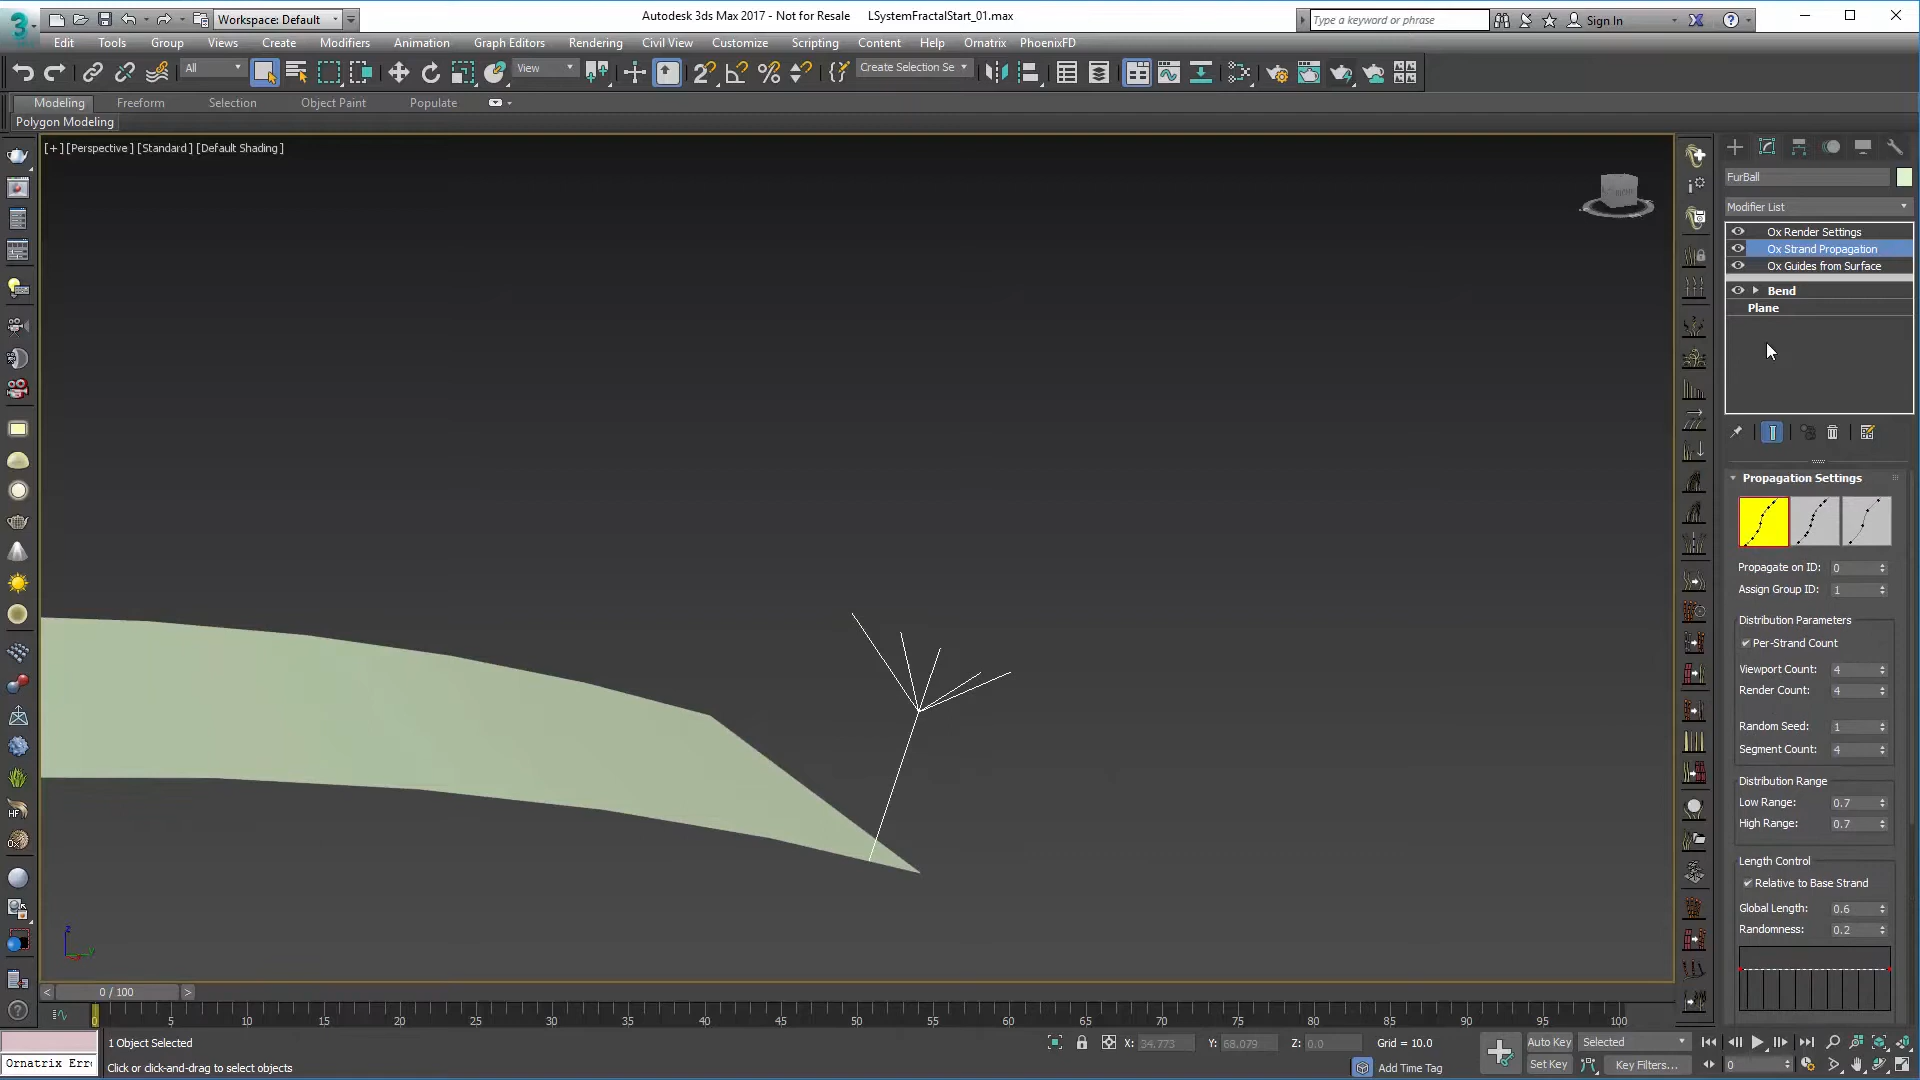 3 Workspace: Default Autodesk 3ds Max 2017 - Not for Resale LSystemFractalStart_01.max Type a keyword or phrase Sign In
Edit Tools Group Views Create Modifiers Animation Graph Editors Rendering Civil View Customize Scripting Content Help Ornatrix PhoenixFD
All View Create Selection Se
Modeling Freeform Selection Object Paint Populate
Polygon Modeling
[+] [Perspective ] [Standard ] [Default Shading ]
FurBall
Modifier List
Ox Render Settings
Ox Strand Propagation
Ox Guides from Surface
Bend
Plane
Propagation Settings
Propagate on ID: 0
Assign Group ID: 1
Distribution Parameters
Per-Strand Count
Viewport Count: 4
Render Count: 4
Random Seed: 1
Segment Count: 4
Distribution Range
Low Range: 0.7
High Range: 0.7
Length Control
Relative to Base Strand
Global Length: 0.6
Randomness: 0.2
HF
z
y
< 0 / 100 >
0 5 10 15 20 25 30 35 40 45 50 55 60 65 70 75 80 85 90 95 100
1 Object Selected X: 34.773 Y: 68.079 Z: 0.0 Grid = 10.0 Auto Key Selected
Ornatrix Err Click or click-and-drag to select objects Add Time Tag Set Key Key Filters... 0